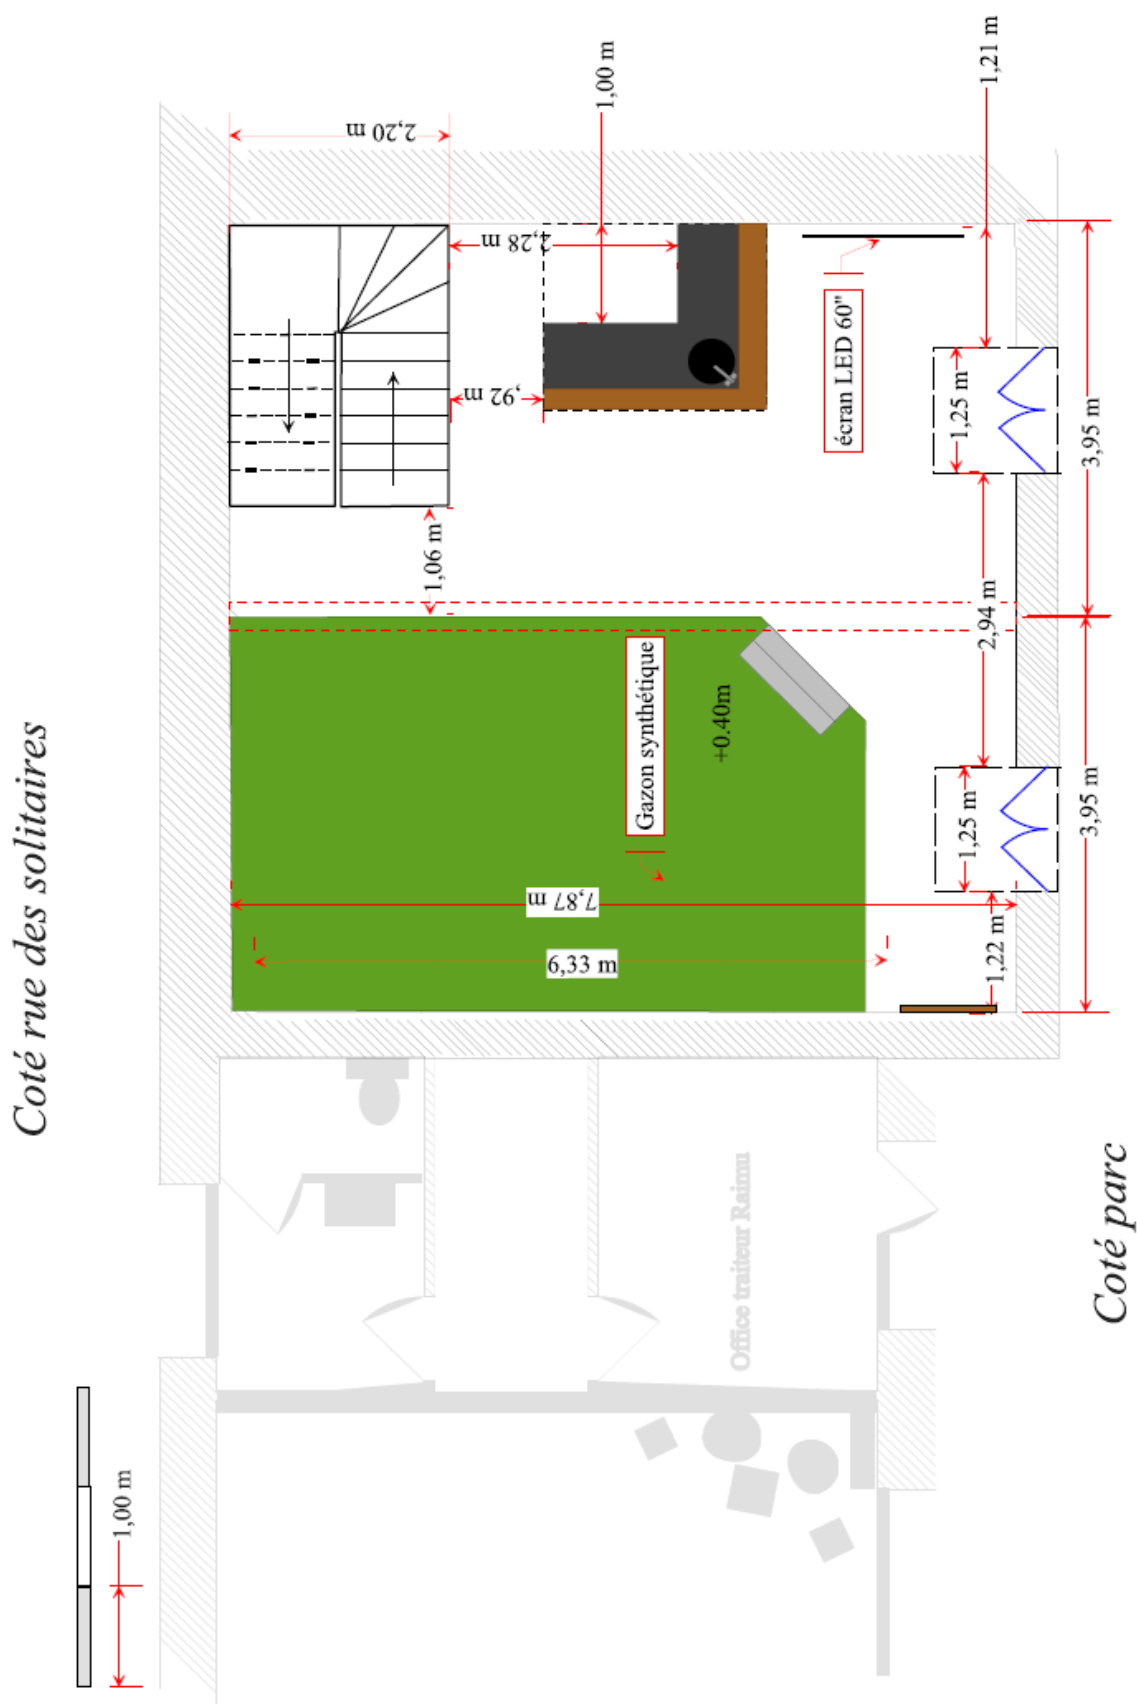 1,00 m
1,21 m
2,20 m
2,28 m
,92 m
écran LED 60"
1,25 m
3,95 m
1,06 m
2,94 m
Gazon synthétique
+0.40m
Coté rue des solitaires
7,87 m
6,33 m
1,25 m
3,95 m
1,22 m
Office traiteur Raimu
Coté parc
1,00 m